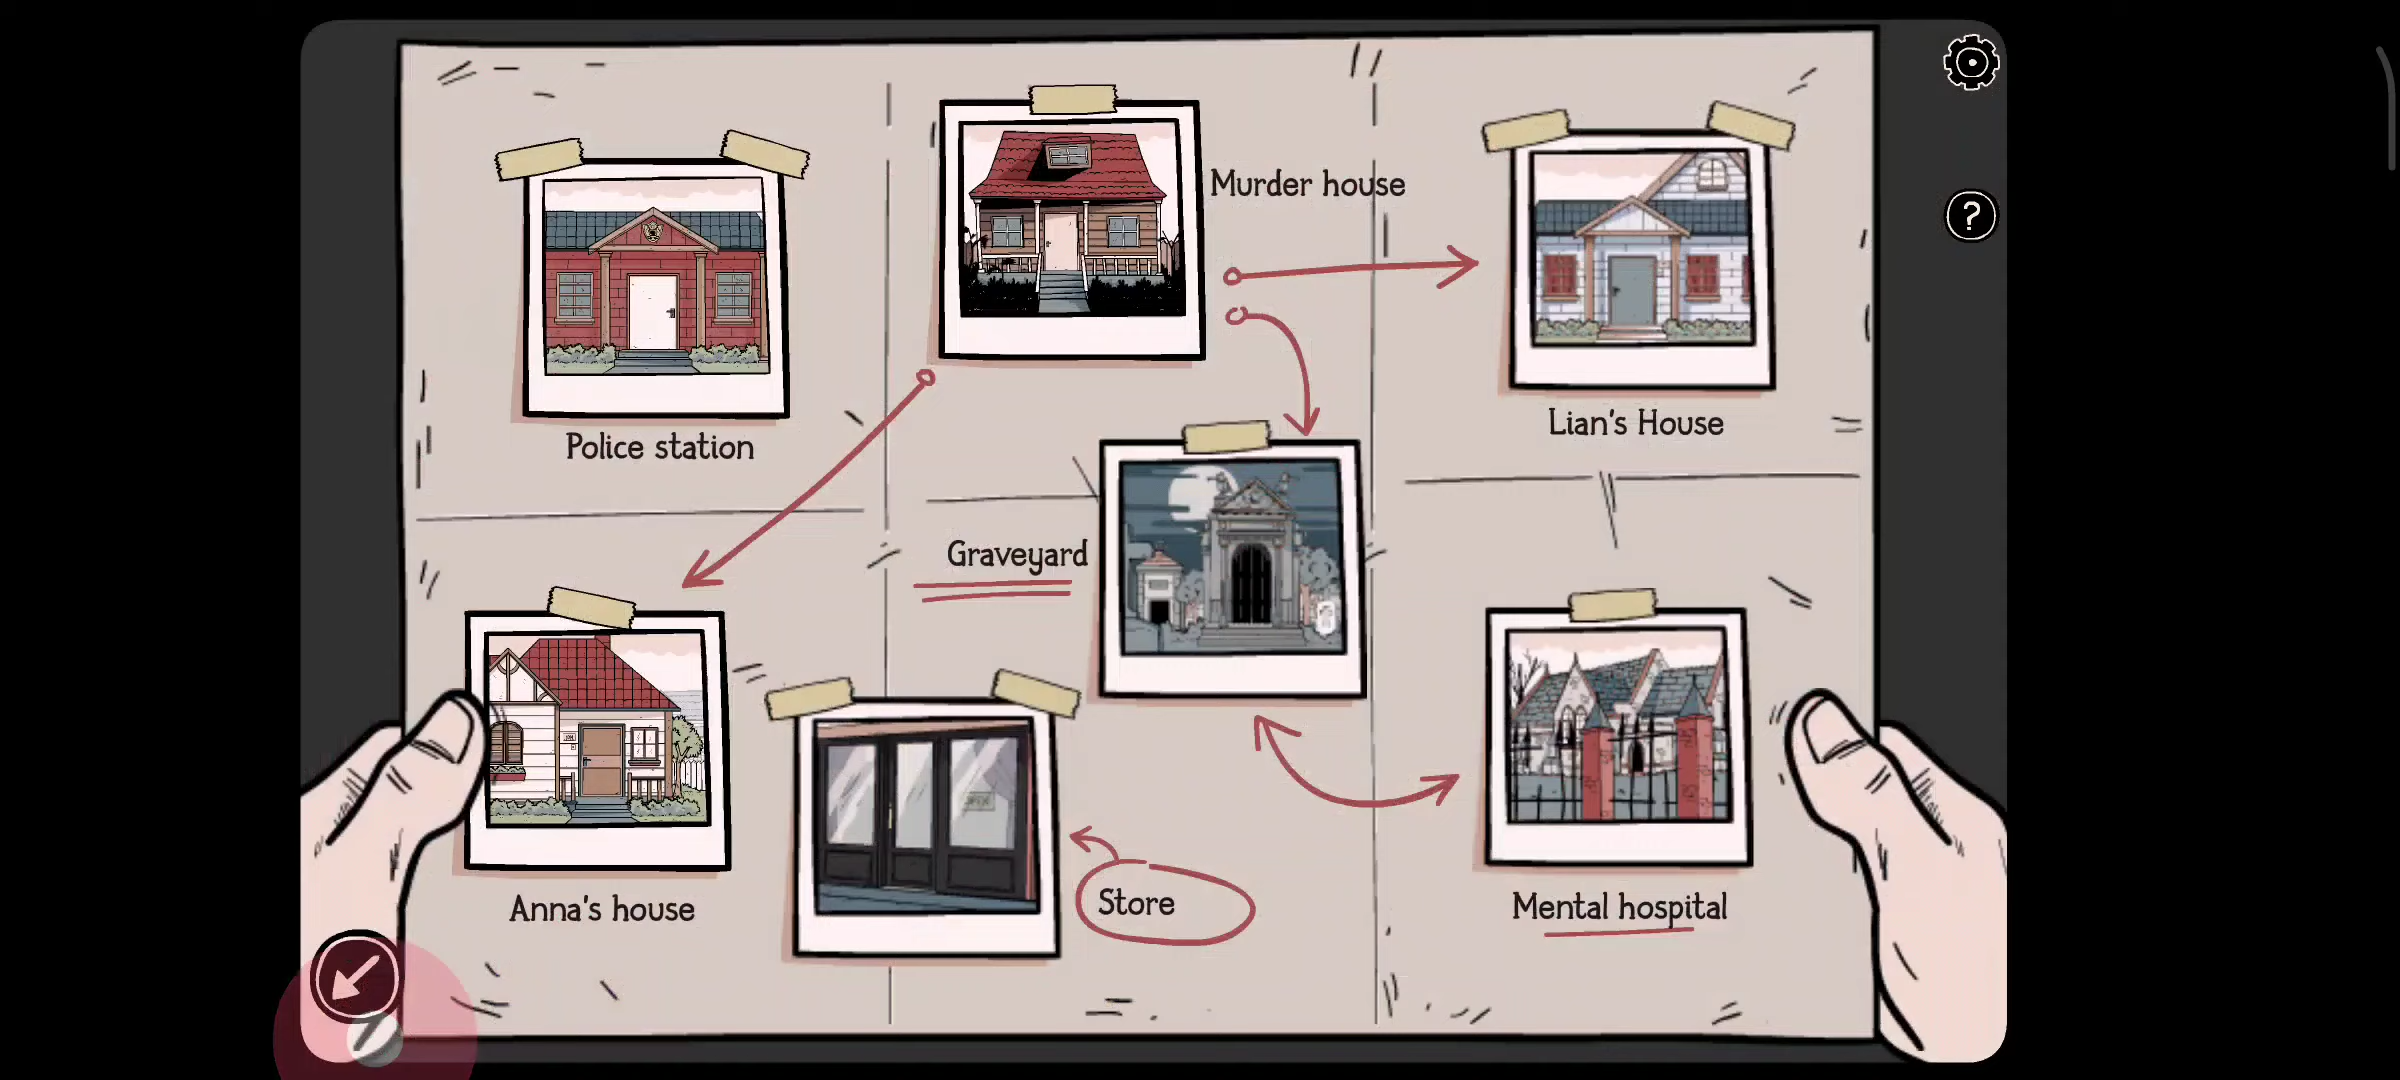 Murder house
Police station
Lian's House
Graveyard
Anna's house
Store
Mental hospital
?